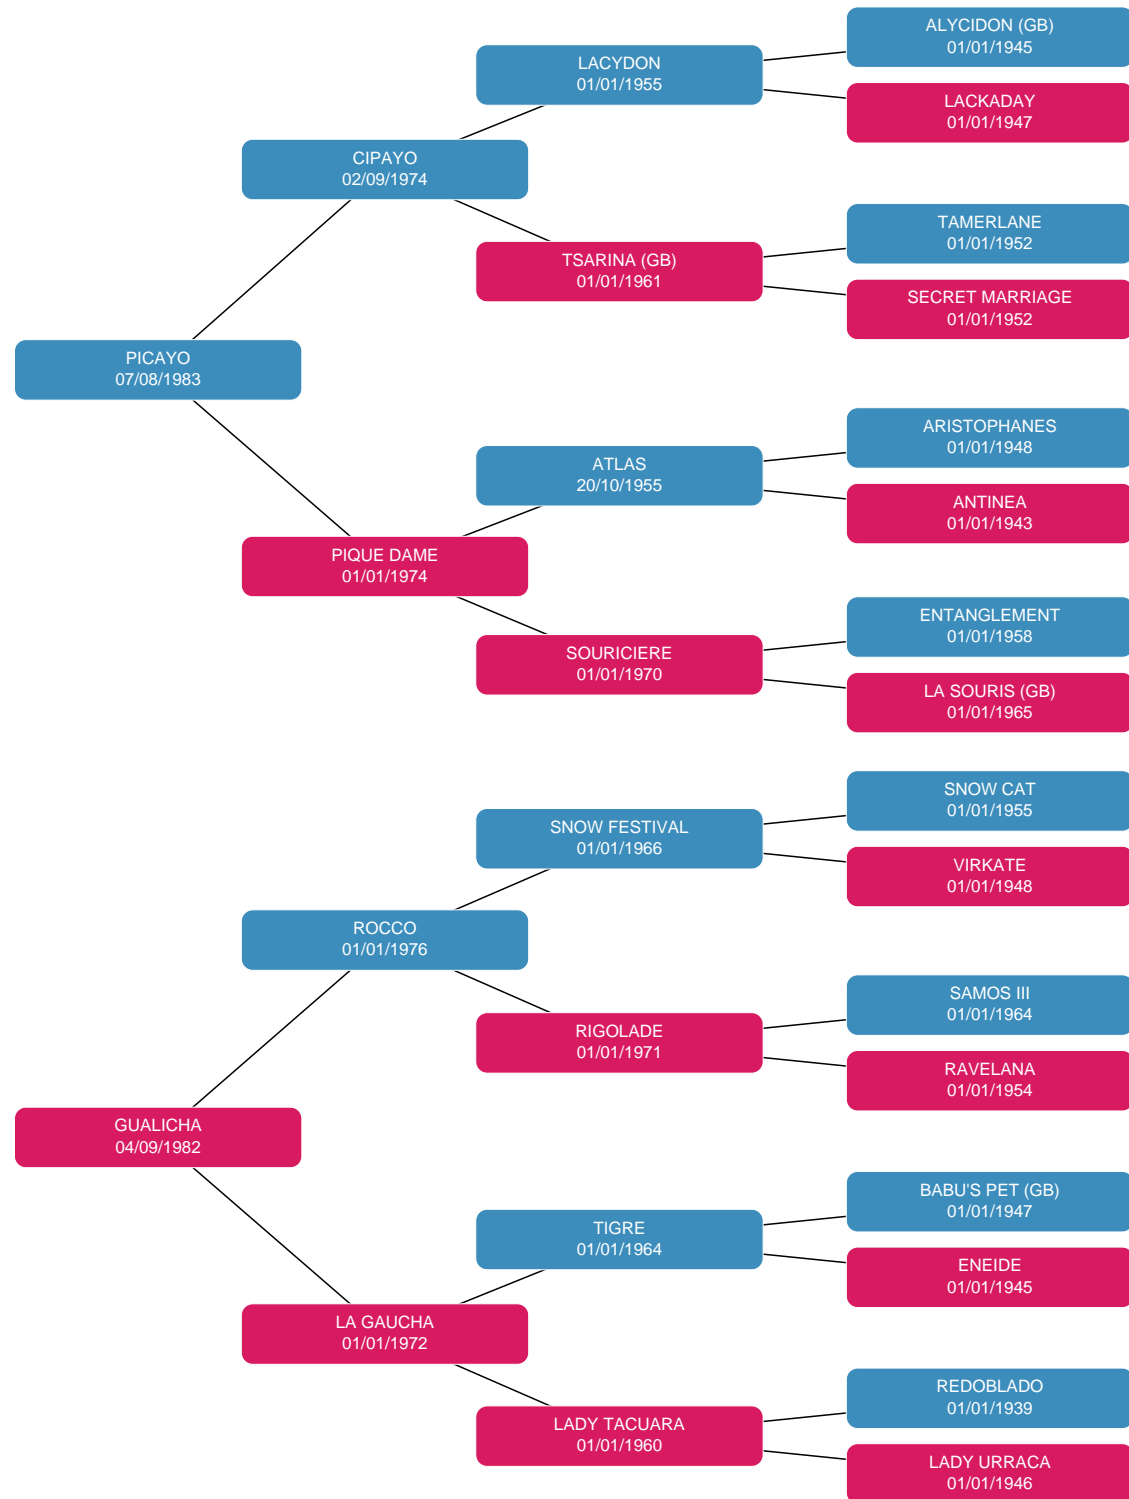 ALYCIDON (GB)
01/01/1945
LACYDON
01/01/1955
LACKADAY
01/01/1947
CIPAYO
02/09/1974
TAMERLANE
01/01/1952
TSARINA (GB)
01/01/1961
SECRET MARRIAGE
01/01/1952
PICAYO
07/08/1983
ARISTOPHANES
01/01/1948
ATLAS
20/10/1955
ANTINEA
01/01/1943
PIQUE DAME
01/01/1974
ENTANGLEMENT
01/01/1958
SOURICIERE
01/01/1970
LA SOURIS (GB)
01/01/1965
SNOW CAT
01/01/1955
SNOW FESTIVAL
01/01/1966
VIRKATE
01/01/1948
ROCCO
01/01/1976
SAMOS III
01/01/1964
RIGOLADE
01/01/1971
RAVELANA
01/01/1954
GUALICHA
04/09/1982
BABU'S PET (GB)
01/01/1947
TIGRE
01/01/1964
ENEIDE
01/01/1945
LA GAUCHA
01/01/1972
REDOBLADO
01/01/1939
LADY TACUARA
01/01/1960
LADY URRACA
01/01/1946